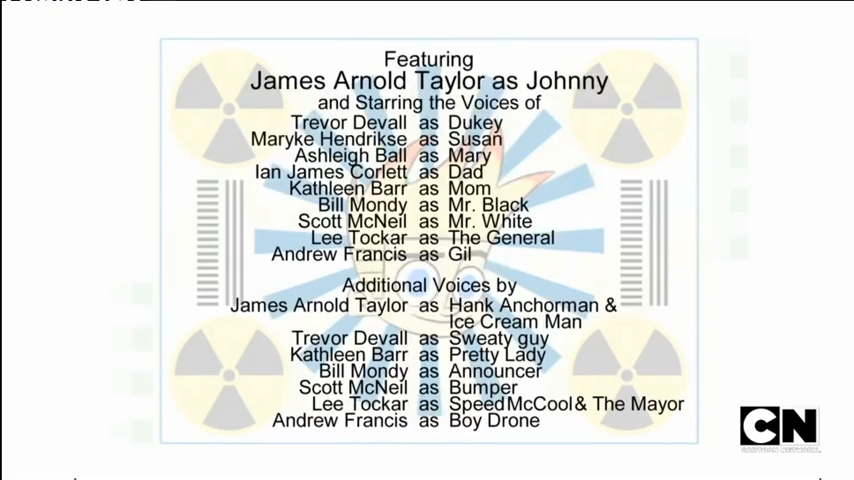 Featuring
James Arnold Taylor as Johnny
and Starring the Voices of
Trevor Devall as Dukey
Maryke Hendrikse as Susan
Ashleigh Ball as Mary
Ian James Corlett as Dad
Kathleen Barr as Mom
Bill Mondy as Mr. Black
Scott McNeil as Mr. White
Lee Tockar as The General
Andrew Francis as Gil
Additional Voices by
James Arnold Taylor as Hank Anchorman &
Ice Cream Man
Trevor Devall as Sweaty guy
Kathleen Barr as Pretty Lady
Bill Mondy as Announcer
Scott McNeil as Bumper
Lee Tockar as Speed McCool & The Mayor
Andrew Francis as Boy Drone
CN
CARTOON NETWORK